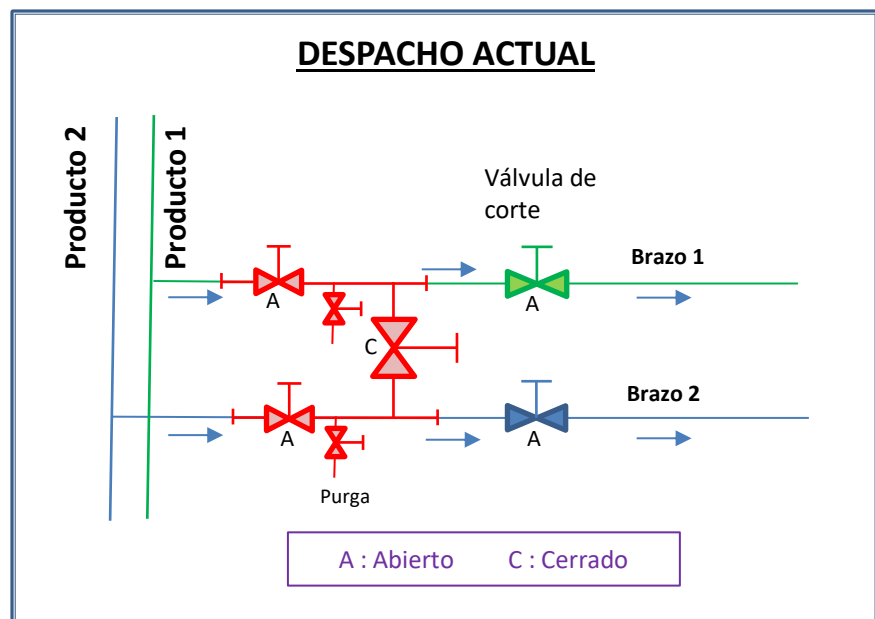 DESPACHO ACTUAL
Producto 2
Producto 1
Válvula de
corte
Brazo 1
A
A
C
Brazo 2
A
A
Purga
A : Abierto C : Cerrado